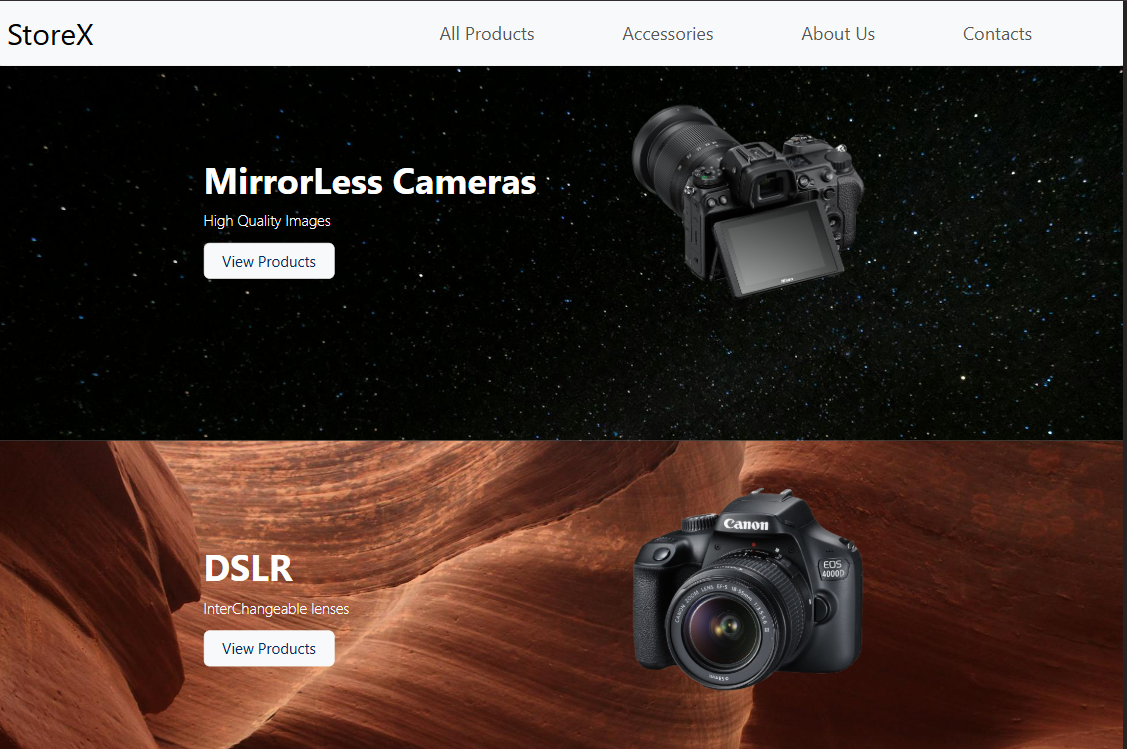 StoreX
All Products
Accessories
About Us
Contacts
MirrorLess Cameras
High Quality Images
View Products
DSLR
InterChangeable lenses
View Products
Canon
EOS
4000D